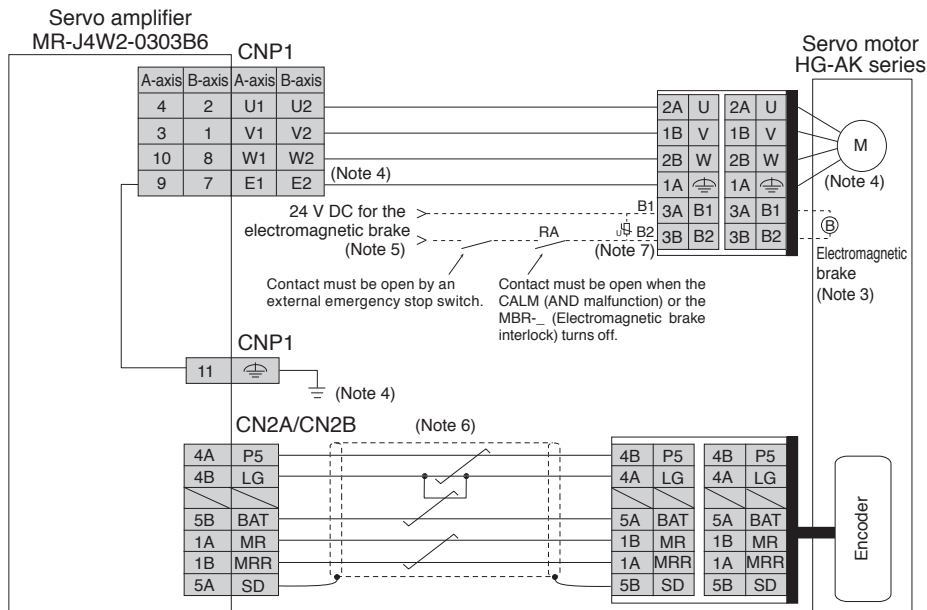 Servo amplifier
MR-J4W2-0303B6
CNP1
Servo motor
HG-AK series
A-axis B-axis A-axis B-axis
4 2 U1 U2
3 1 V1 V2
10 8 W1 W2
9 7 E1 E2
(Note 4)
2A U 2A U
1B V 1B V
2B W 2B W
1A 1A
3A B1 3A B1
3B B2 3B B2
M
(Note 4)
24 V DC for the
electromagnetic brake
(Note 5)
B1
RA
U B2
(Note 7)
B
Electromagnetic
brake
(Note 3)
Contact must be open by an
external emergency stop switch.
Contact must be open when the
CALM (AND malfunction) or the
MBR-_ (Electromagnetic brake
interlock) turns off.
CNP1
11
(Note 4)
CN2A/CN2B
(Note 6)
4A P5 4B P5 4B P5
4B LG 4A LG 4A LG
5B BAT 5A BAT 5A BAT
1A MR 1B MR 1B MR
1B MRR 1A MRR 1A MRR
5A SD 5B SD 5B SD
Encoder